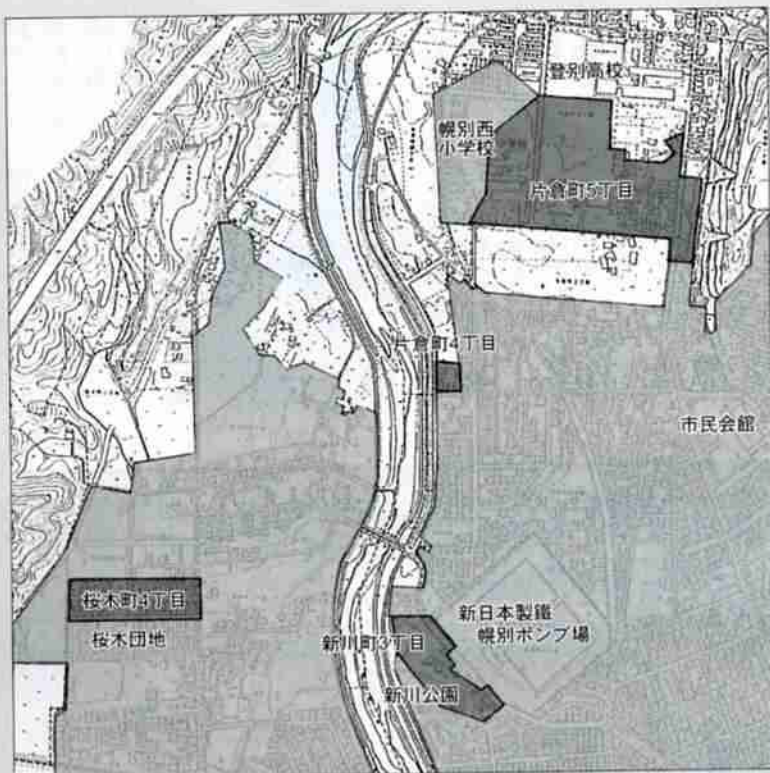 登別高校
幌別西
小学校
片倉町5丁目
片倉町4丁目
市民会館
桜木町4丁目
桜木団地
新日本製鐵
幌別ポンプ場
新川町3丁目
新川公園